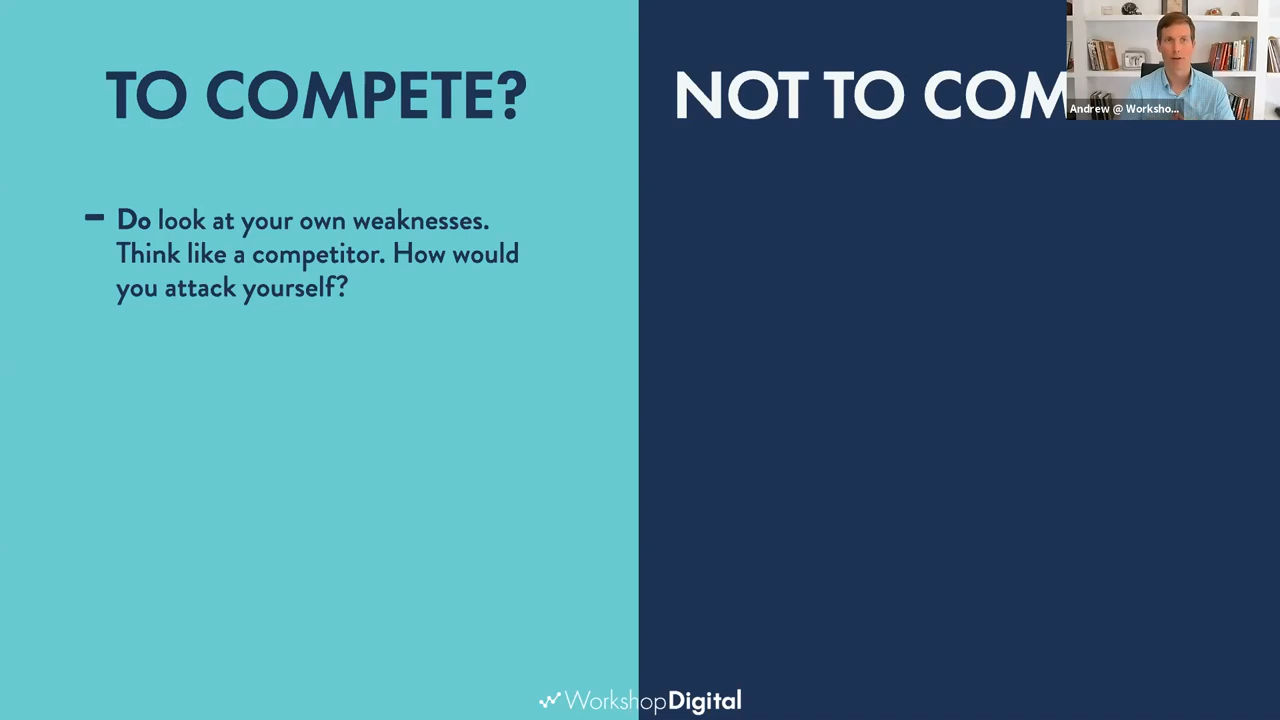 TO COMPETE?
NOT TO COM
Andrew @ Worksho...
– Do look at your own weaknesses.
Think like a competitor. How would
you attack yourself?
WorkshopDigital